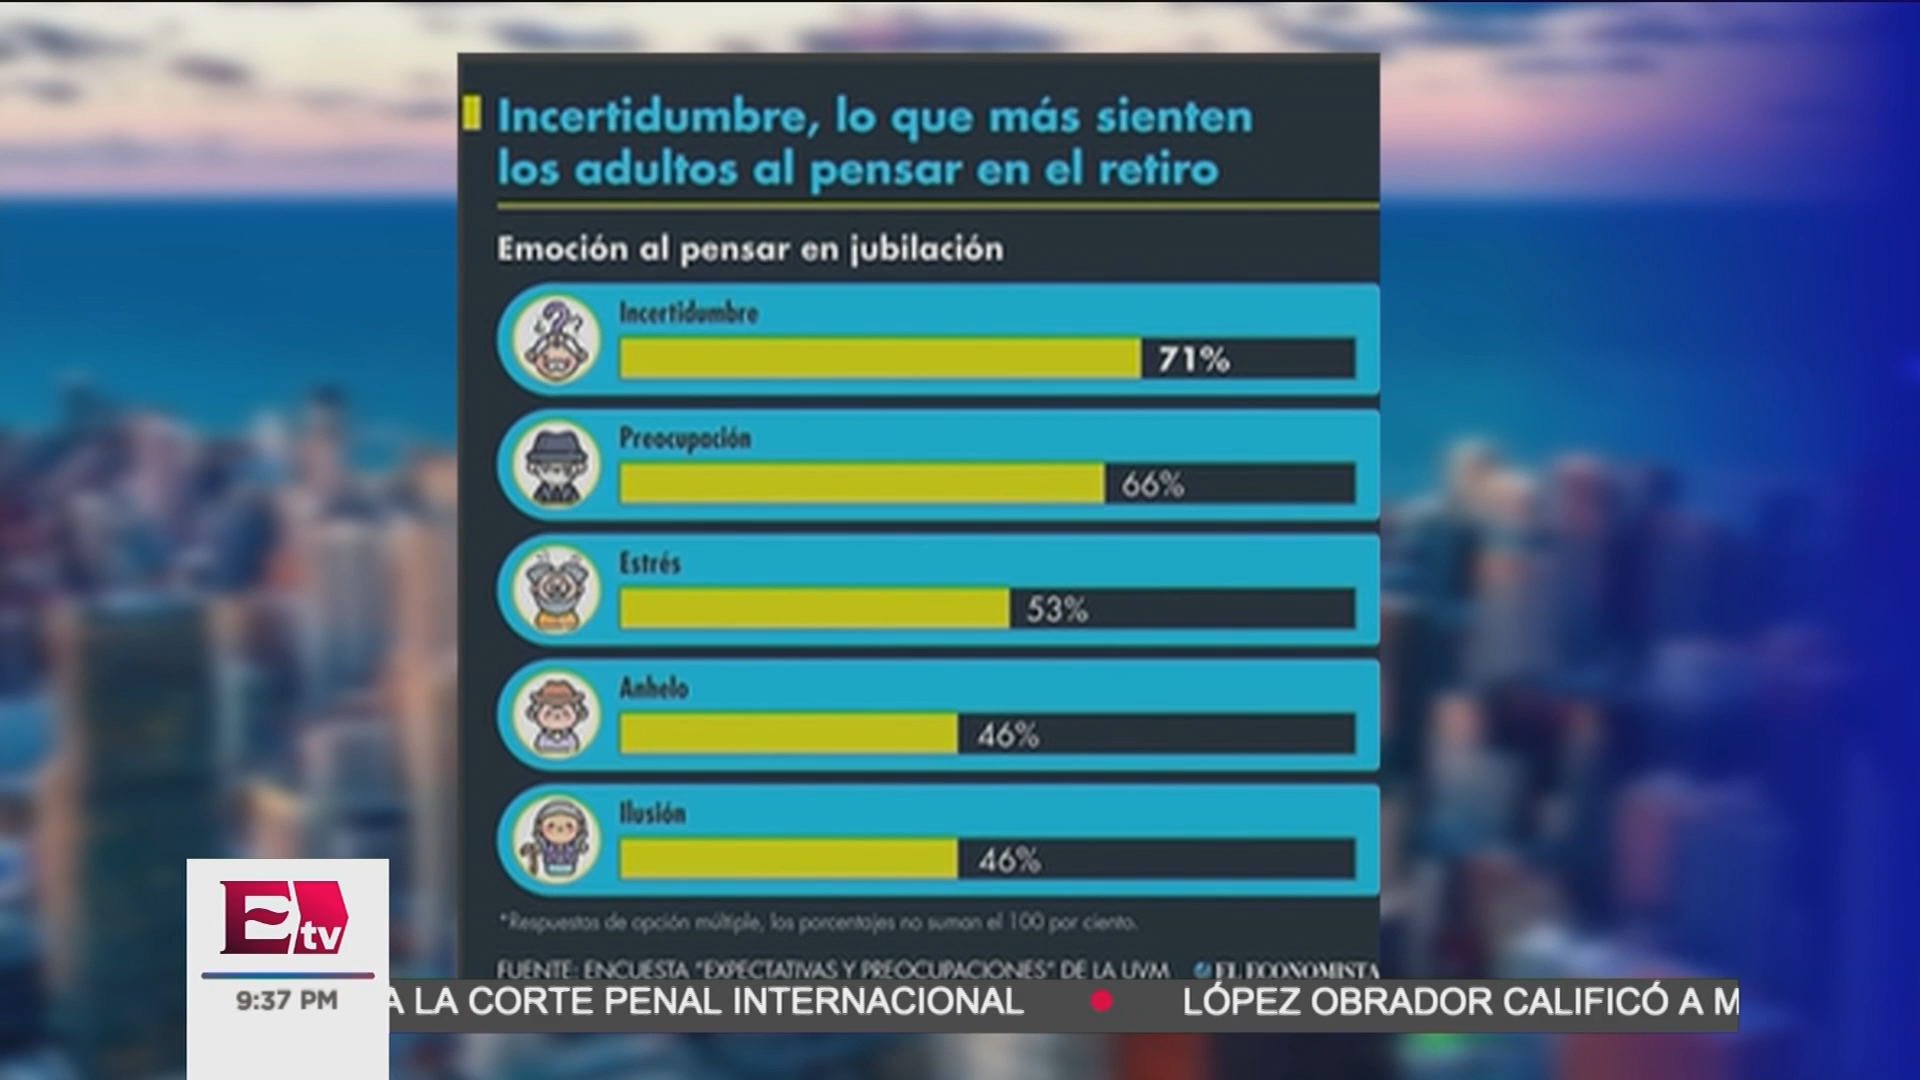 Incertidumbre, lo que más sienten
los adultos al pensar en el retiro
Emoción al pensar en jubilación
Incertidumbre
71%
Preocupación
66%
Estrés
53%
Anhelo
46%
Ilusión
46%
*Respuestas de opción múltiple, los porcentajes no suman el 100 por ciento.
FUENTE: ENCUESTA "EXPECTATIVAS Y PREOCUPACIONES" DE LA UVM
EL ECONOMISTA
E tv
9:37 PM
A LA CORTE PENAL INTERNACIONAL • LÓPEZ OBRADOR CALIFICÓ A M